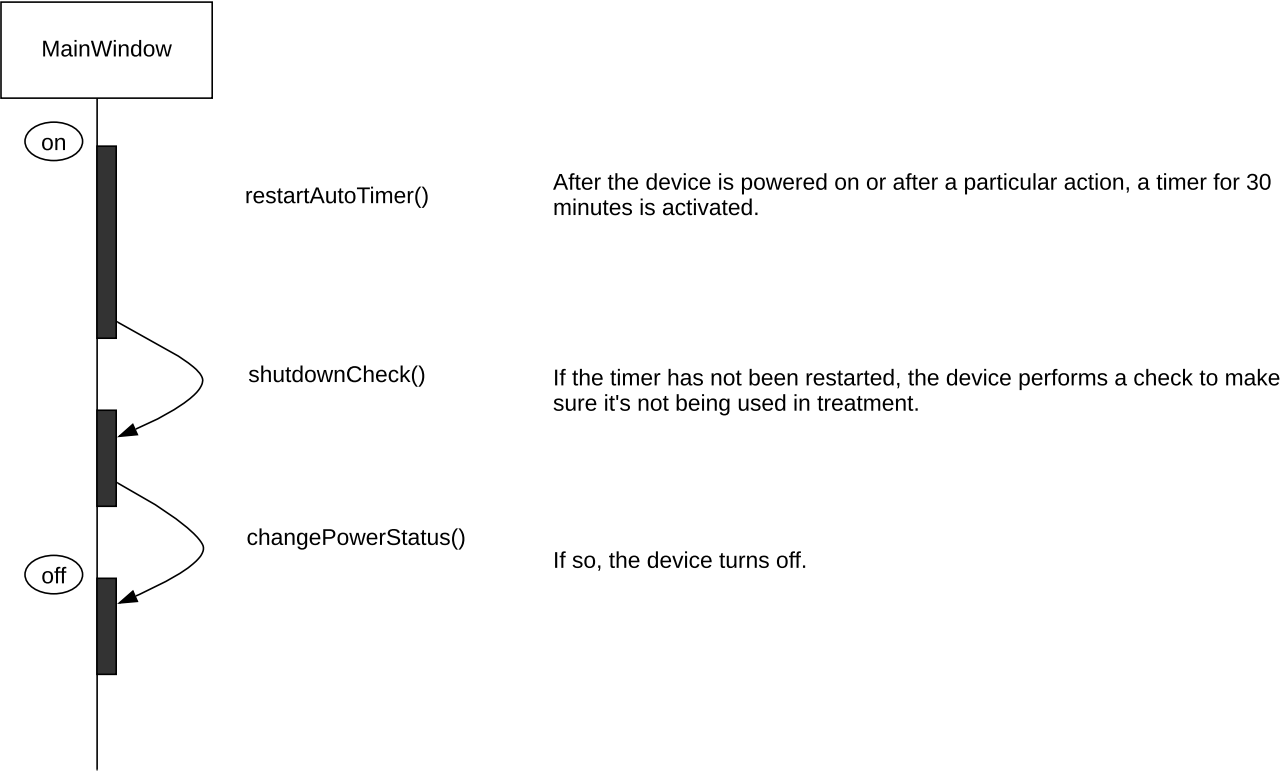 MainWindow
on
restartAutoTimer()
After the device is powered on or after a particular action, a timer for 30
minutes is activated.
shutdownCheck()
If the timer has not been restarted, the device performs a check to make
sure it's not being used in treatment.
changePowerStatus()
If so, the device turns off.
off